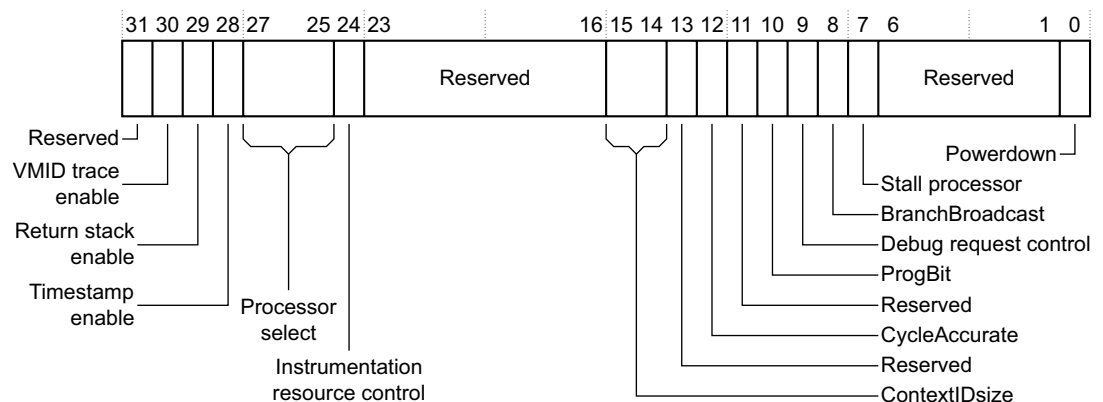 31 30 29 28 27 25 24 23 16 15 14 13 12 11 10 9 8 7 6 1 0
Reserved Reserved
Reserved
VMID trace
enable
Return stack
enable
Timestamp
enable
Processor
select
Instrumentation
resource control
Powerdown
Stall processor
BranchBroadcast
Debug request control
ProgBit
Reserved
CycleAccurate
Reserved
ContextIDsize